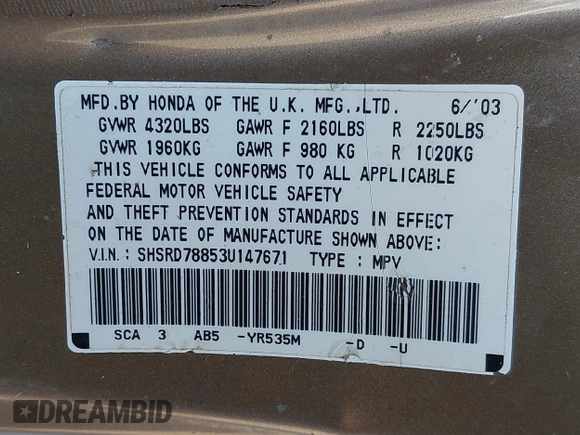 MFD.BY HONDA OF THE U.K. MFG.,LTD. 6/'03
GVWR 4320LBS GAWR F 2160LBS R 2250LBS
GVWR 1960KG GAWR F 980 KG R 1020KG
THIS VEHICLE CONFORMS TO ALL APPLICABLE
FEDERAL MOTOR VEHICLE SAFETY
AND THEFT PREVENTION STANDARDS IN EFFECT
ON THE DATE OF MANUFACTURE SHOWN ABOVE:
V.I.N.: SHSRD78853U147671 TYPE : MPV
SCA 3 AB5 -YR535M -D -U
DREAMBID